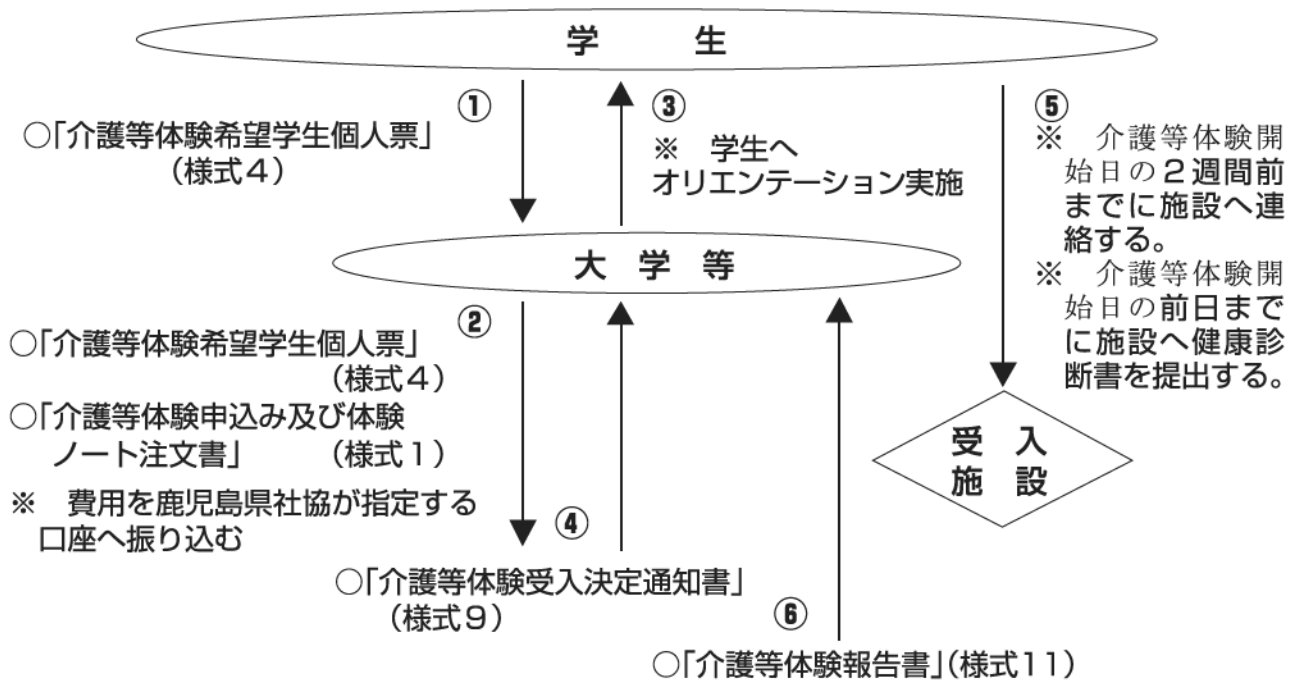 学　生
①
○「介護等体験希望学生個人票」
（様式４）
③
※　学生へ
オリエンテーション実施
⑤
※　介護等体験開
始日の２週間前
までに施設へ連
絡する。
※　介護等体験開
始日の前日まで
に施設へ健康診
断書を提出する。
大　学　等
②
○「介護等体験希望学生個人票」
（様式４）
○「介護等体験申込み及び体験
ノート注文書」　（様式１）
※　費用を鹿児島県社協が指定する
口座へ振り込む
受　入
施　設
④
○「介護等体験受入決定通知書」
（様式９）
⑥
○「介護等体験報告書」（様式11）